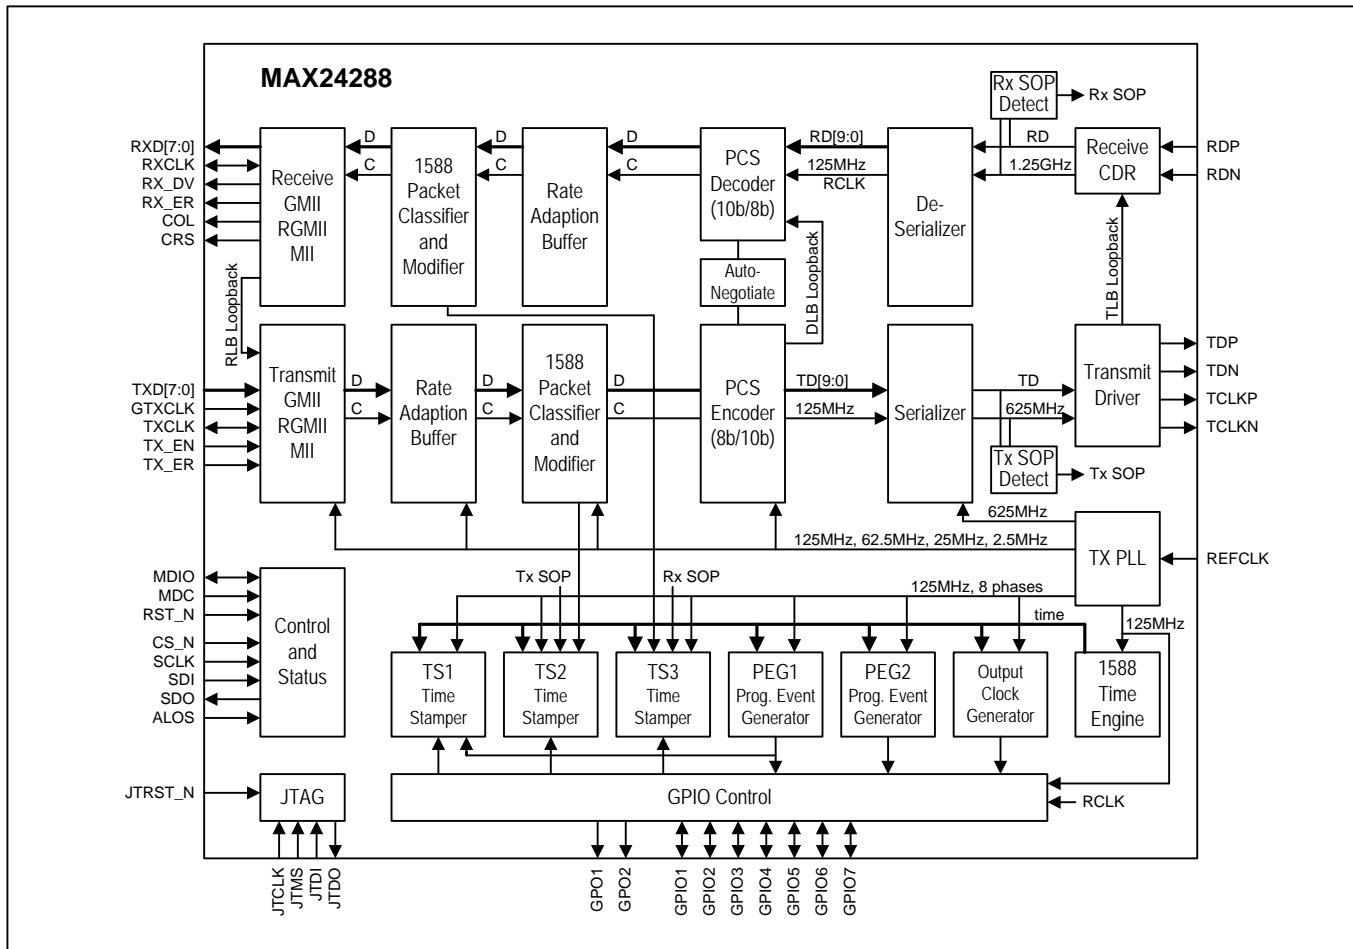 MAX24288
Rx SOP
Detect
Rx SOP
RXD[7:0]
RXCLK
RX_DV
RX_ER
COL
CRS
Receive
GMII
RGMII
MII
D
C
1588
Packet
Classifier
and
Modifier
D
C
Rate
Adaption
Buffer
D
C
PCS
Decoder
(10b/8b)
RD[9:0]
125MHz
RCLK
De-
Serializer
RD
1.25GHz
Receive
CDR
RDP
RDN
Auto-
Negotiate
RLB Loopback
DLB Loopback
TLB Loopback
TXD[7:0]
GTXCLK
TXCLK
TX_EN
TX_ER
Transmit
GMII
RGMII
MII
D
C
Rate
Adaption
Buffer
D
C
1588
Packet
Classifier
and
Modifier
D
C
PCS
Encoder
(8b/10b)
TD[9:0]
125MHz
Serializer
TD
625MHz
Transmit
Driver
TDP
TDN
TCLKP
TCLKN
Tx SOP
Detect
Tx SOP
625MHz
125MHz, 62.5MHz, 25MHz, 2.5MHz
TX PLL
REFCLK
MDIO
MDC
RST_N
CS_N
SCLK
SDI
SDO
ALOS
Control
and
Status
Tx SOP
Rx SOP
125MHz, 8 phases
time
125MHz
TS1
Time
Stamper
TS2
Time
Stamper
TS3
Time
Stamper
PEG1
Prog. Event
Generator
PEG2
Prog. Event
Generator
Output
Clock
Generator
1588
Time
Engine
JTRST_N
JTAG
GPIO Control
RCLK
JTCLK
JTMS
JTDI
JTDO
GPO1
GPO2
GPIO1
GPIO2
GPIO3
GPIO4
GPIO5
GPIO6
GPIO7